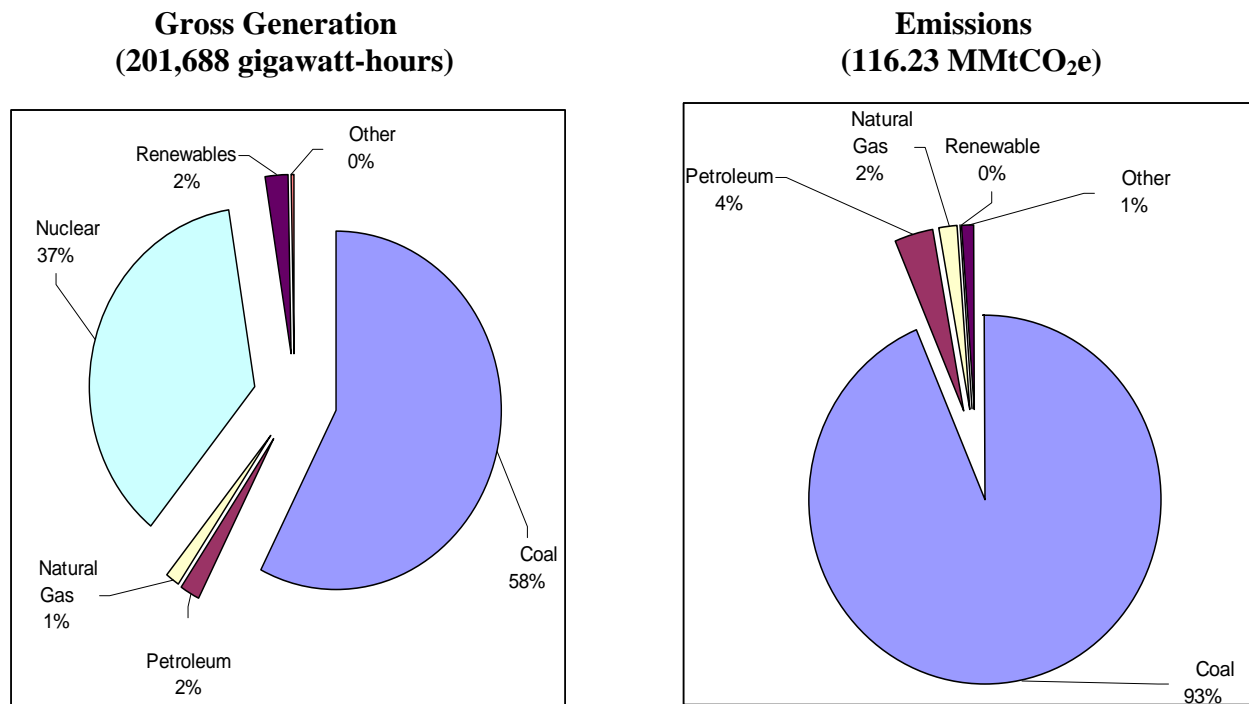 Gross Generation
(201,688 gigawatt-hours)
Other
0%
Renewables
2%
Nuclear
37%
Coal
58%
Natural
Gas
1%
Petroleum
2%
Emissions
(116.23 MMtCO₂e)
Natural
Gas
2%
Renewable
0%
Petroleum
4%
Other
1%
Coal
93%